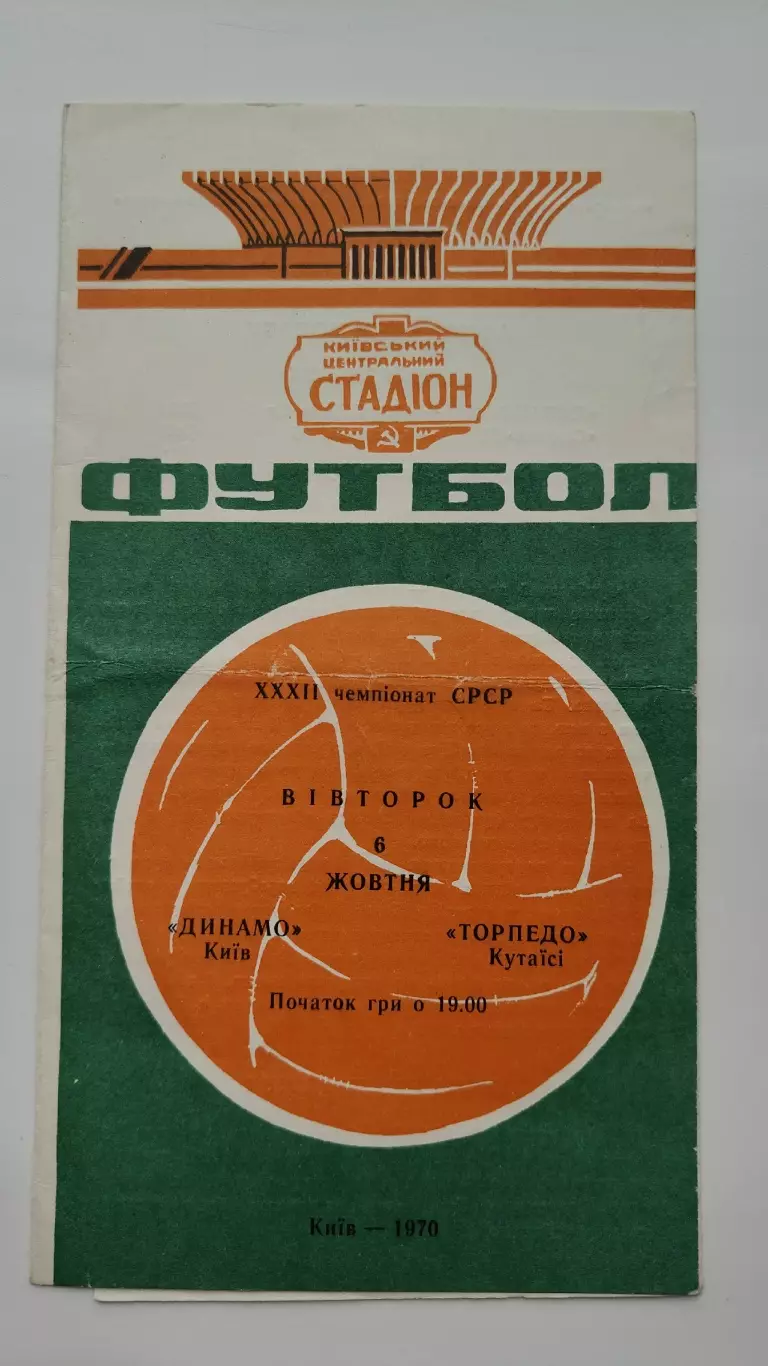 КИЇВСЬКИЙ
ЦЕНТРАЛЬНИЙ
СТАДІОН
ФУТБОЛ
XXXII чемпіонат СРСР
ВІВТОРОК
6
ЖОВТНЯ
«ДИНАМО» «ТОРПЕДО»
Київ Кутаїсі
Початок гри о 19.00
Київ — 1970